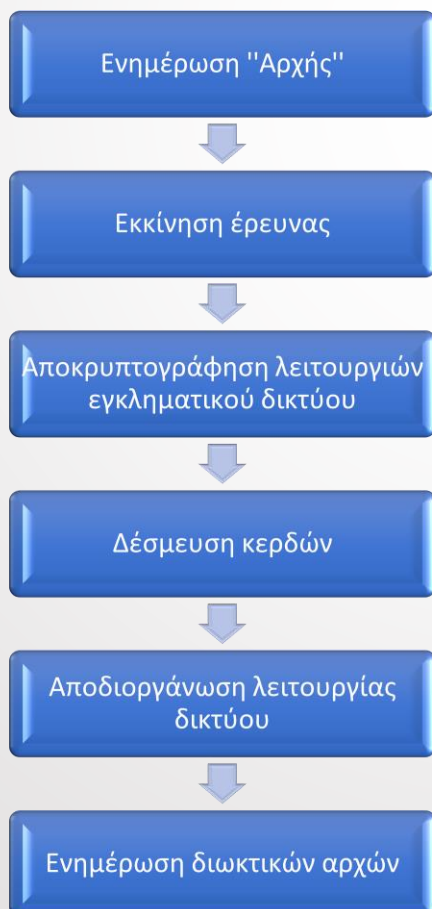 Ενημέρωση "Αρχής"
Εκκίνηση έρευνας
Αποκρυπτογράφηση λειτουργιών
εγκληματικού δικτύου
Δέσμευση κερδών
Αποδιοργάνωση λειτουργίας
δικτύου
Ενημέρωση διωκτικών αρχών